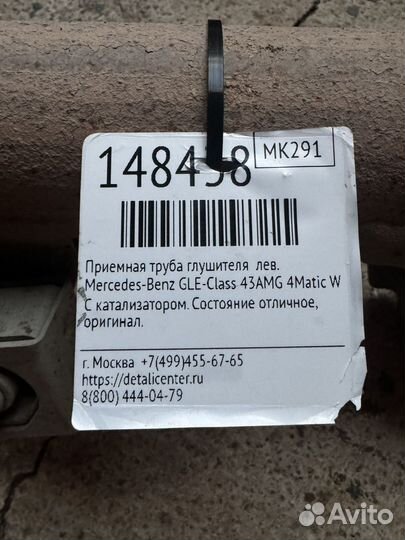 148458
МК291
Приемная труба глушителя лев.
Mercedes-Benz GLE-Class 43AMG 4Matic W
С катализатором. Состояние отличное,
оригинал.
г. Москва +7(499)455-67-65
https://detalicenter.ru
8(800) 444-04-79
Avito